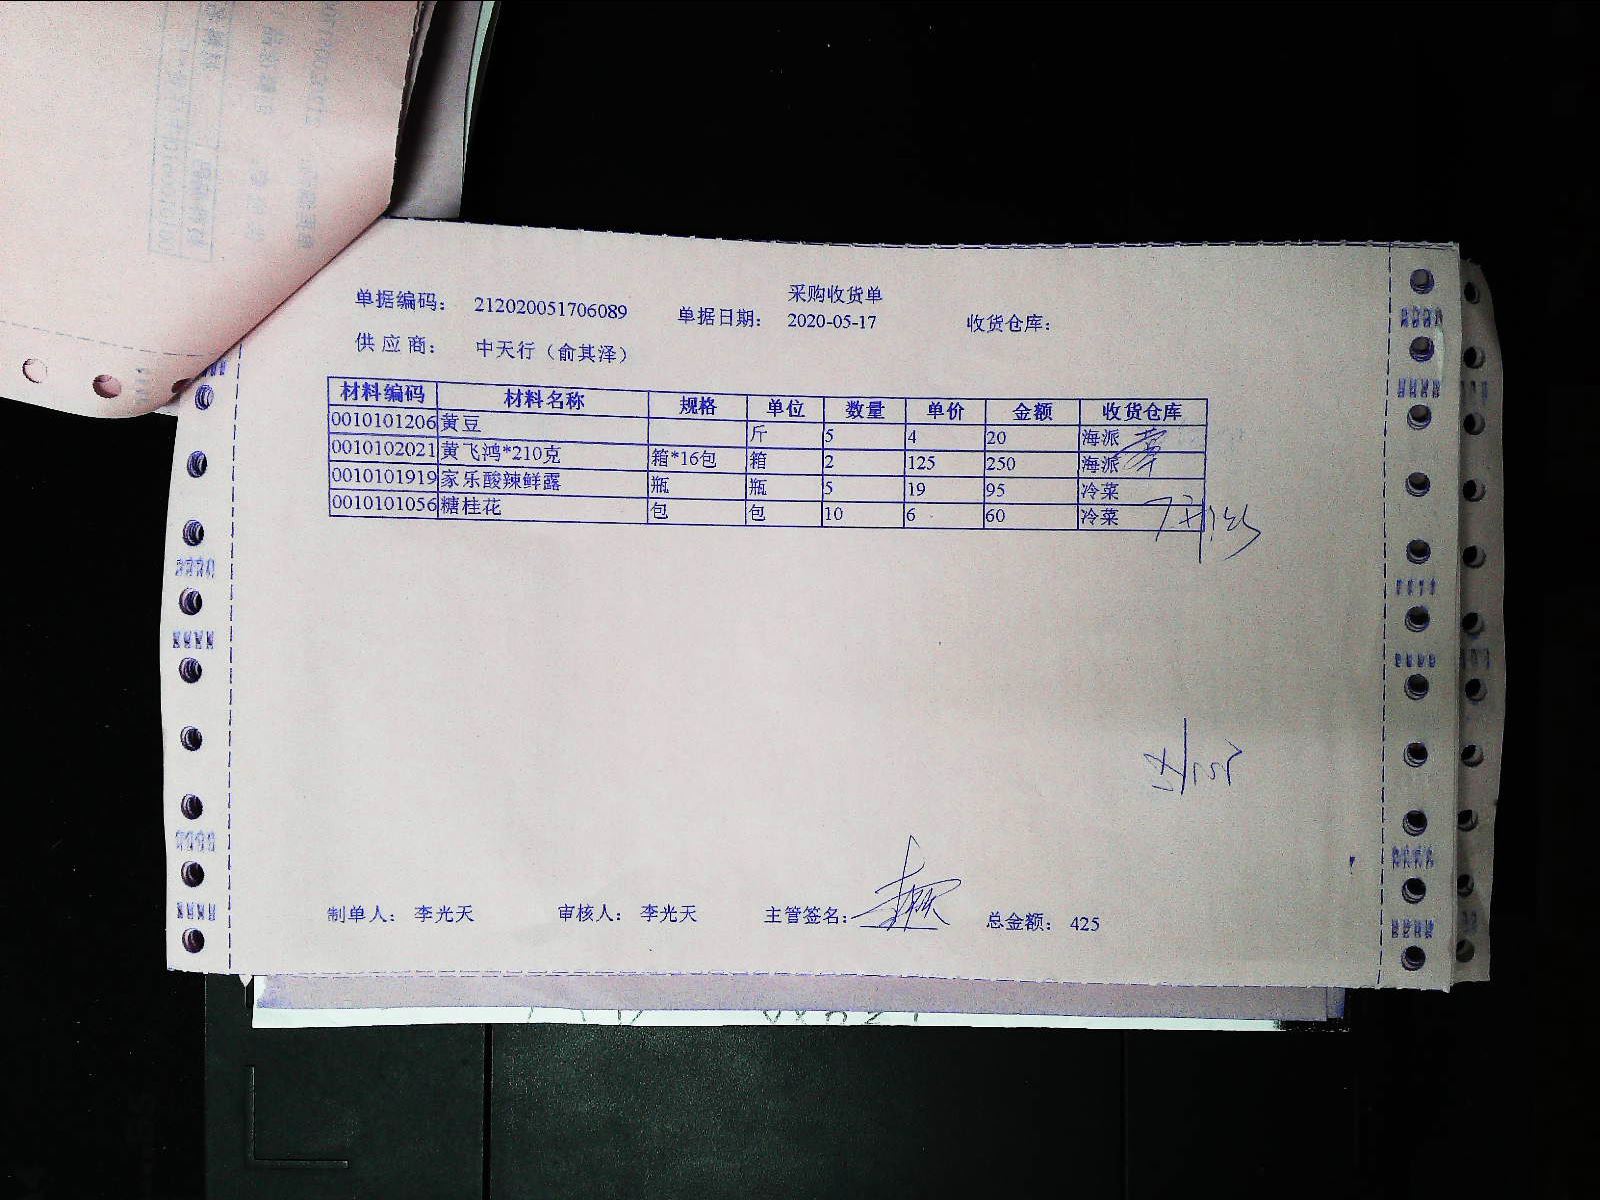 采购收货单
单据编码： 212020051706089 单据日期： 2020-05-17 收货仓库：
供 应 商： 中天行（俞其泽）
材料编码 材料名称 规格 单位 数量 单价 金额 收货仓库
0010101206 黄豆 斤 5 4 20 海派
0010102021 黄飞鸿*210克 箱*16包 箱 2 125 250 海派
0010101919 家乐酸辣鲜露 瓶 瓶 5 19 95 冷菜
0010101056 糖桂花 包 包 10 6 60 冷菜
制单人： 李光天 审核人： 李光天 主管签名： 总金额： 425